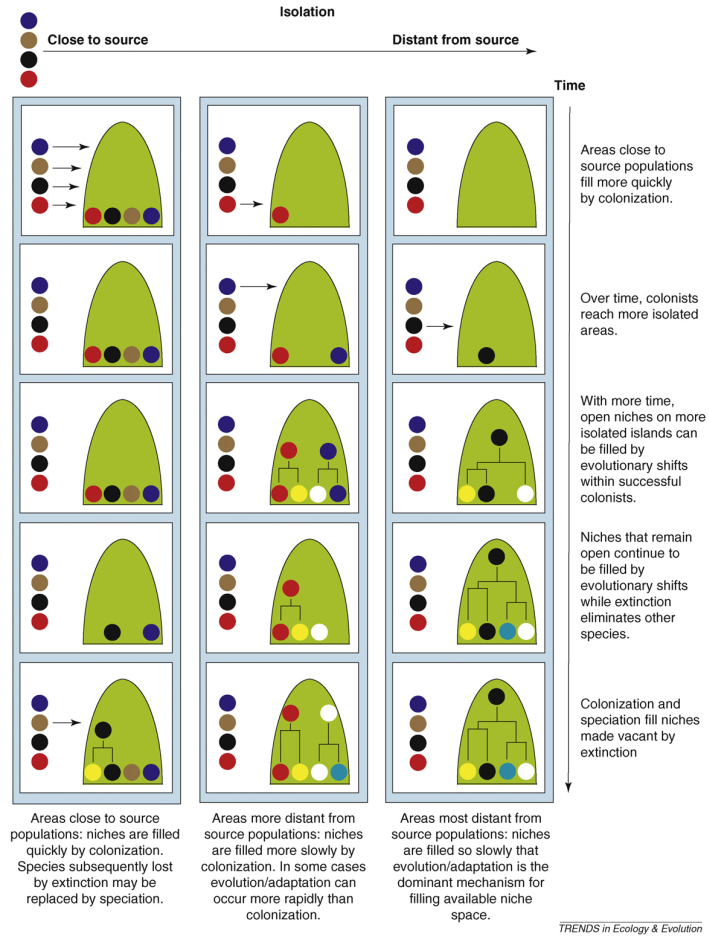 Isolation
Close to source
Distant from source
Time
Areas close to
source populations
fill more quickly
by colonization.
Over time, colonists
reach more isolated
areas.
With more time,
open niches on more
isolated islands can
be filled by
evolutionary shifts
within successful
colonists.
Niches that remain
open continue to
be filled by
evolutionary shifts
while extinction
eliminates other
species.
Colonization and
speciation fill niches
made vacant by
extinction
Areas close to source
populations: niches are filled
quickly by colonization.
Species subsequently lost
by extinction may be
replaced by speciation.
Areas more distant from
source populations: niches
are filled more slowly by
colonization. In some cases
evolution/adaptation can
occur more rapidly than
colonization.
Areas most distant from
source populations: niches
are filled so slowly that
evolution/adaptation is the
dominant mechanism for
filling available niche
space.
TRENDS in Ecology & Evolution